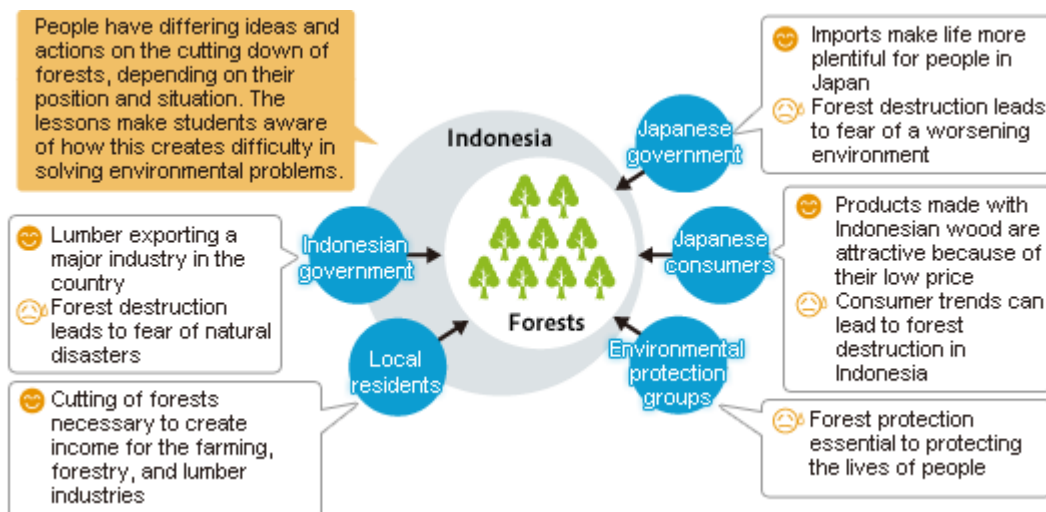 People have differing ideas and
actions on the cutting down of
forests, depending on their
position and situation. The
lessons make students aware
of how this creates difficulty in
solving environmental problems.
Indonesia
Forests
Indonesian
government
Lumber exporting a
major industry in the
country
Forest destruction
leads to fear of natural
disasters
Local
residents
Cutting of forests
necessary to create
income for the farming,
forestry, and lumber
industries
Japanese
government
Imports make life more
plentiful for people in
Japan
Forest destruction leads
to fear of a worsening
environment
Japanese
consumers
Products made with
Indonesian wood are
attractive because of
their low price
Consumer trends can
lead to forest
destruction in
Indonesia
Environmental
protection
groups
Forest protection
essential to protecting
the lives of people